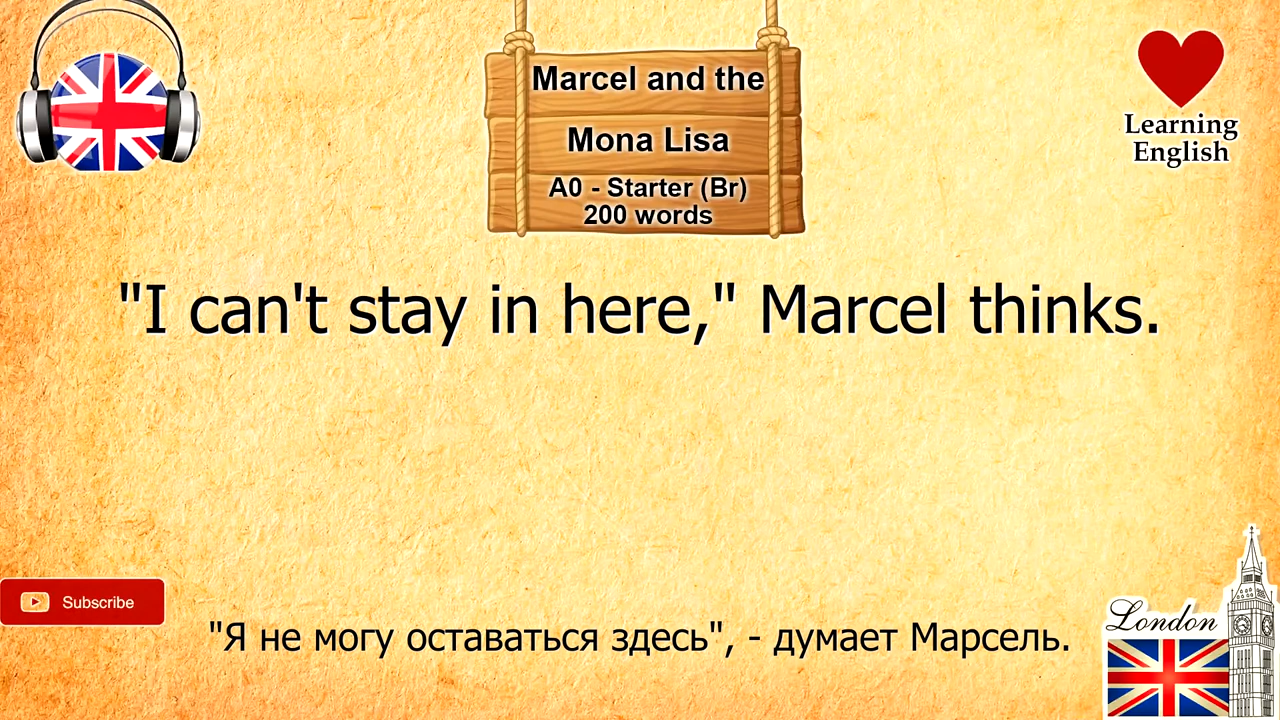 Marcel and the
Mona Lisa
A0 - Starter (Br)
200 words
Learning
English
"I can't stay in here," Marcel thinks.
Subscribe
"Я не могу оставаться здесь", - думает Марсель.
London